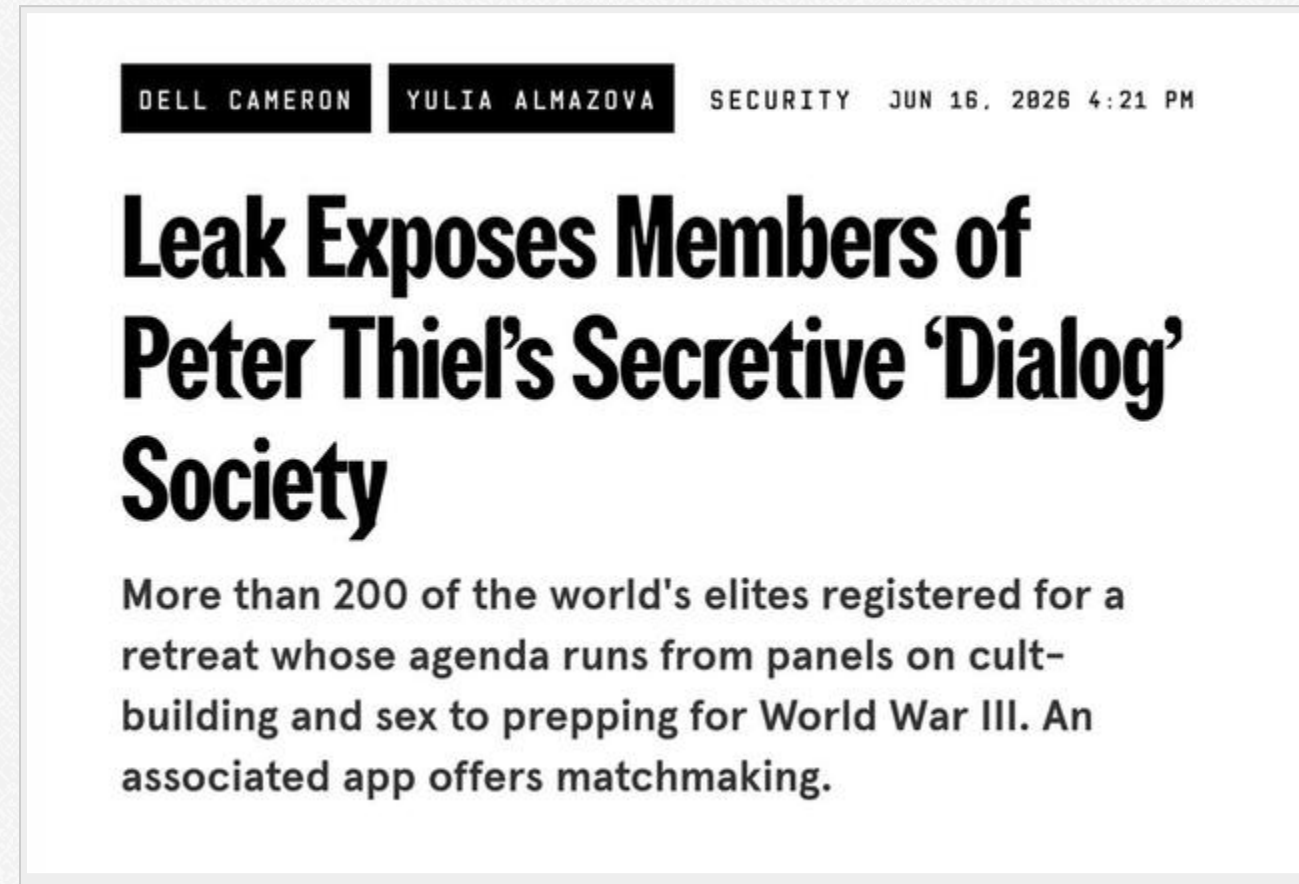 DELL CAMERON YULIA ALMAZOVA SECURITY JUN 16, 2026 4:21 PM
Leak Exposes Members of
Peter Thiel's Secretive ‘Dialog’
Society
More than 200 of the world's elites registered for a
retreat whose agenda runs from panels on cult-
building and sex to prepping for World War III. An
associated app offers matchmaking.